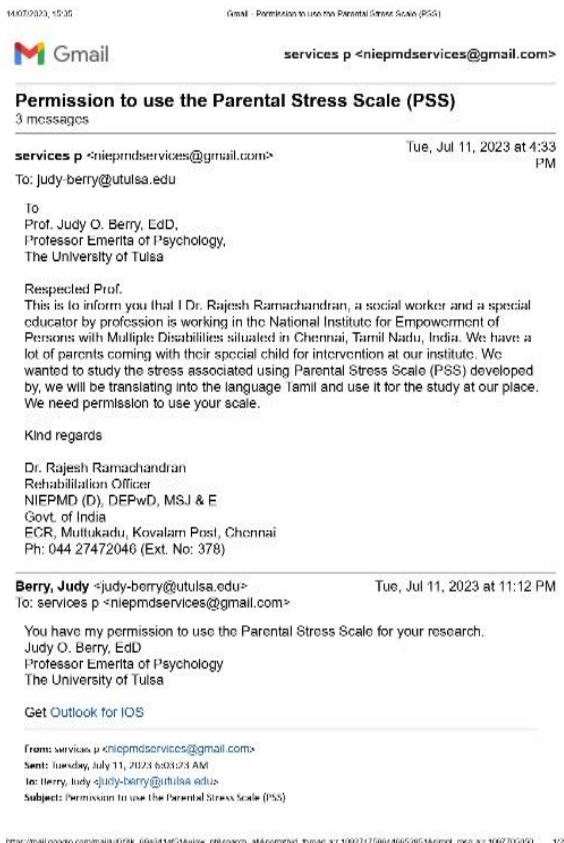 14/07/2023, 15:35
Gmail - Permission to use the Parental Stress Scale (PSS)
Gmail
services p <niepmdservices@gmail.com>
Permission to use the Parental Stress Scale (PSS)
3 messages
services p <niepmdservices@gmail.com>
Tue, Jul 11, 2023 at 4:33
PM
To: judy-berry@utulsa.edu
To
Prof. Judy O. Berry, EdD,
Professor Emerita of Psychology,
The University of Tulsa
Respected Prof.
This is to inform you that I Dr. Rajesh Ramachandran, a social worker and a special
educator by profession is working in the National Institute for Empowerment of
Persons with Multiple Disabilities situated in Chennai, Tamil Nadu, India. We have a
lot of parents coming with their special child for intervention at our institute. We
wanted to study the stress associated using Parental Stress Scale (PSS) developed
by, we will be translating into the language Tamil and use it for the study at our place.
We need permission to use your scale.
Kind regards
Dr. Rajesh Ramachandran
Rehabilitation Officer
NIEPMD (D), DEPwD, MSJ & E
Govt. of India
ECR, Muttukadu, Kovalam Post, Chennai
Ph: 044 27472046 (Ext. No: 378)
Berry, Judy <judy-berry@utulsa.edu>
Tue, Jul 11, 2023 at 11:12 PM
To: services p <niepmdservices@gmail.com>
You have my permission to use the Parental Stress Scale for your research.
Judy O. Berry, EdD
Professor Emerita of Psychology
The University of Tulsa
Get Outlook for iOS
From: services p <niepmdservices@gmail.com>
Sent: Tuesday, July 11, 2023 6:03:23 AM
To: Berry, Judy <judy-berry@utulsa.edu>
Subject: Permission to use the Parental Stress Scale (PSS)
1/2